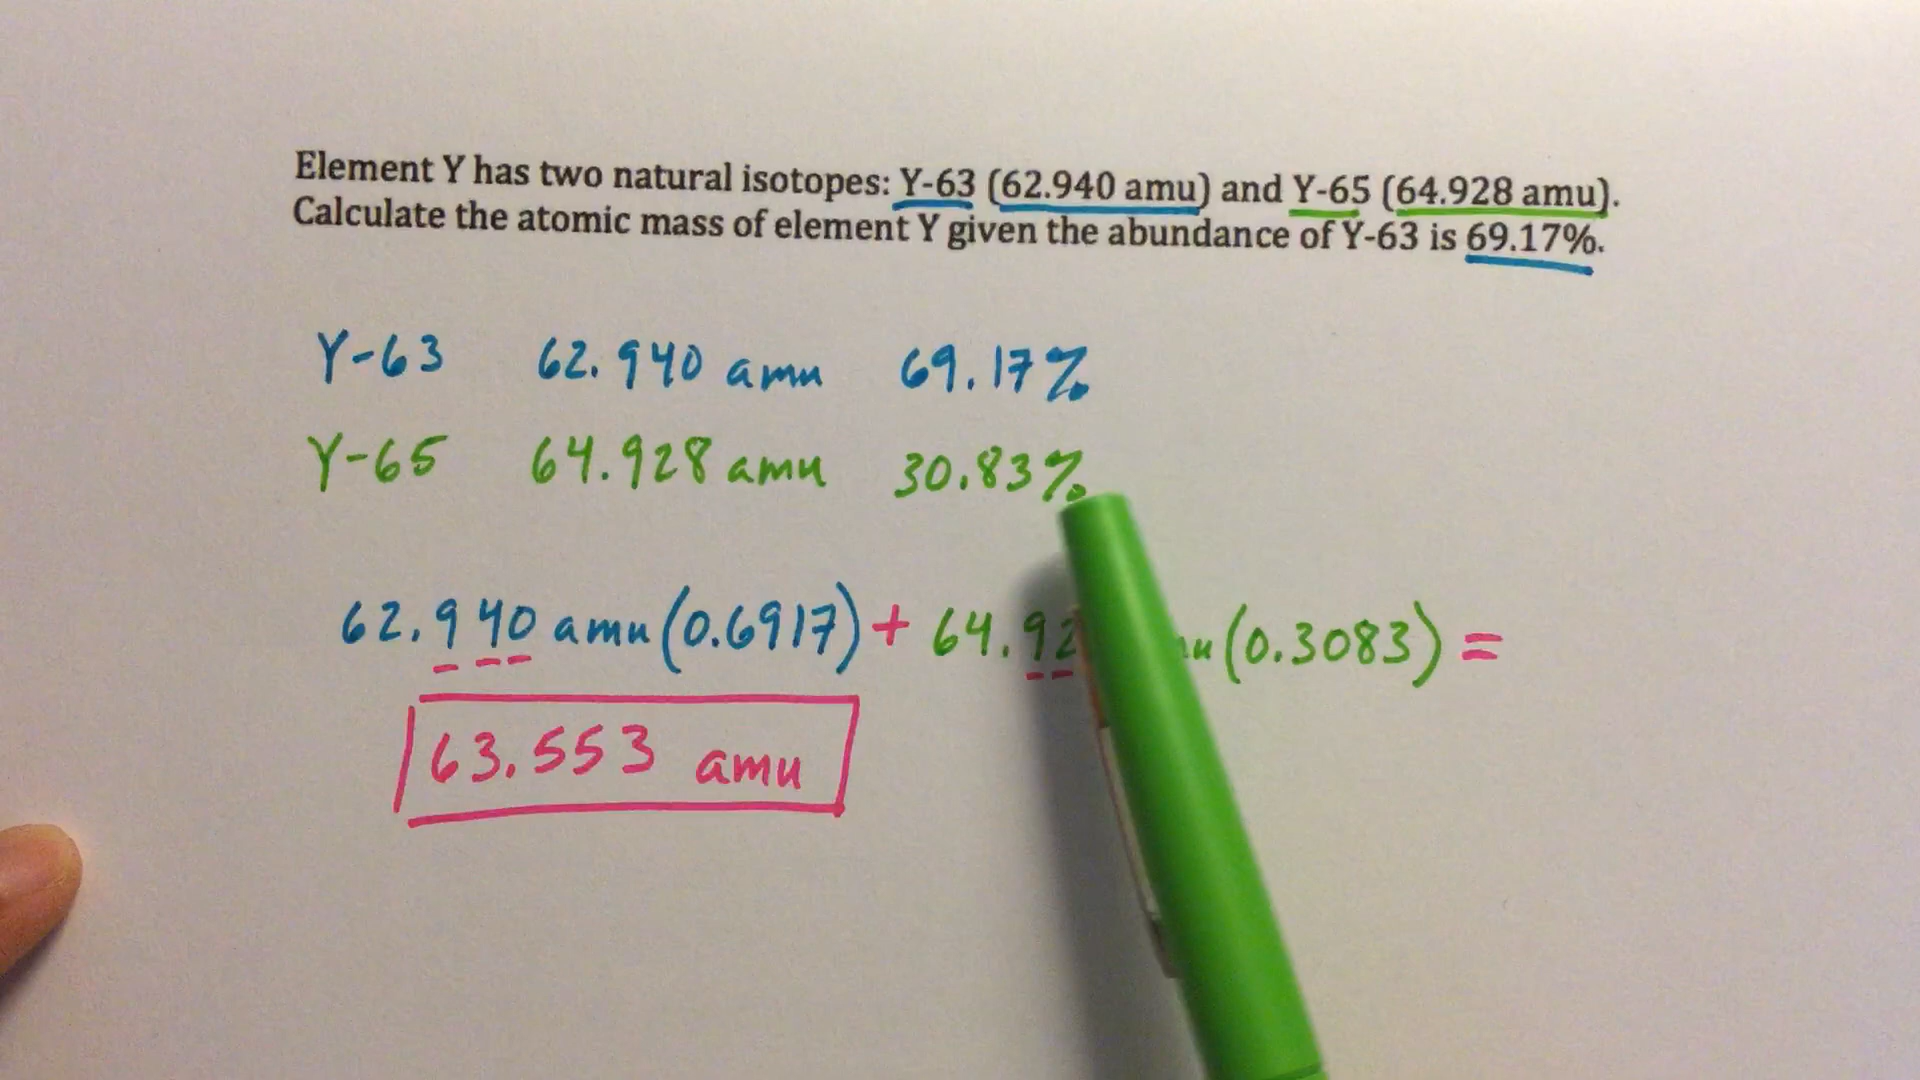 Element Y has two natural isotopes: Y-63 (62.940 amu) and Y-65 (64.928 amu).
Calculate the atomic mass of element Y given the abundance of Y-63 is 69.17%.
Y-63 62.940 amu 69.17%
Y-65 64.928 amu 30.83%
62.940 amu (0.6917) + 64.92 (0.3083) =
63.553 amu